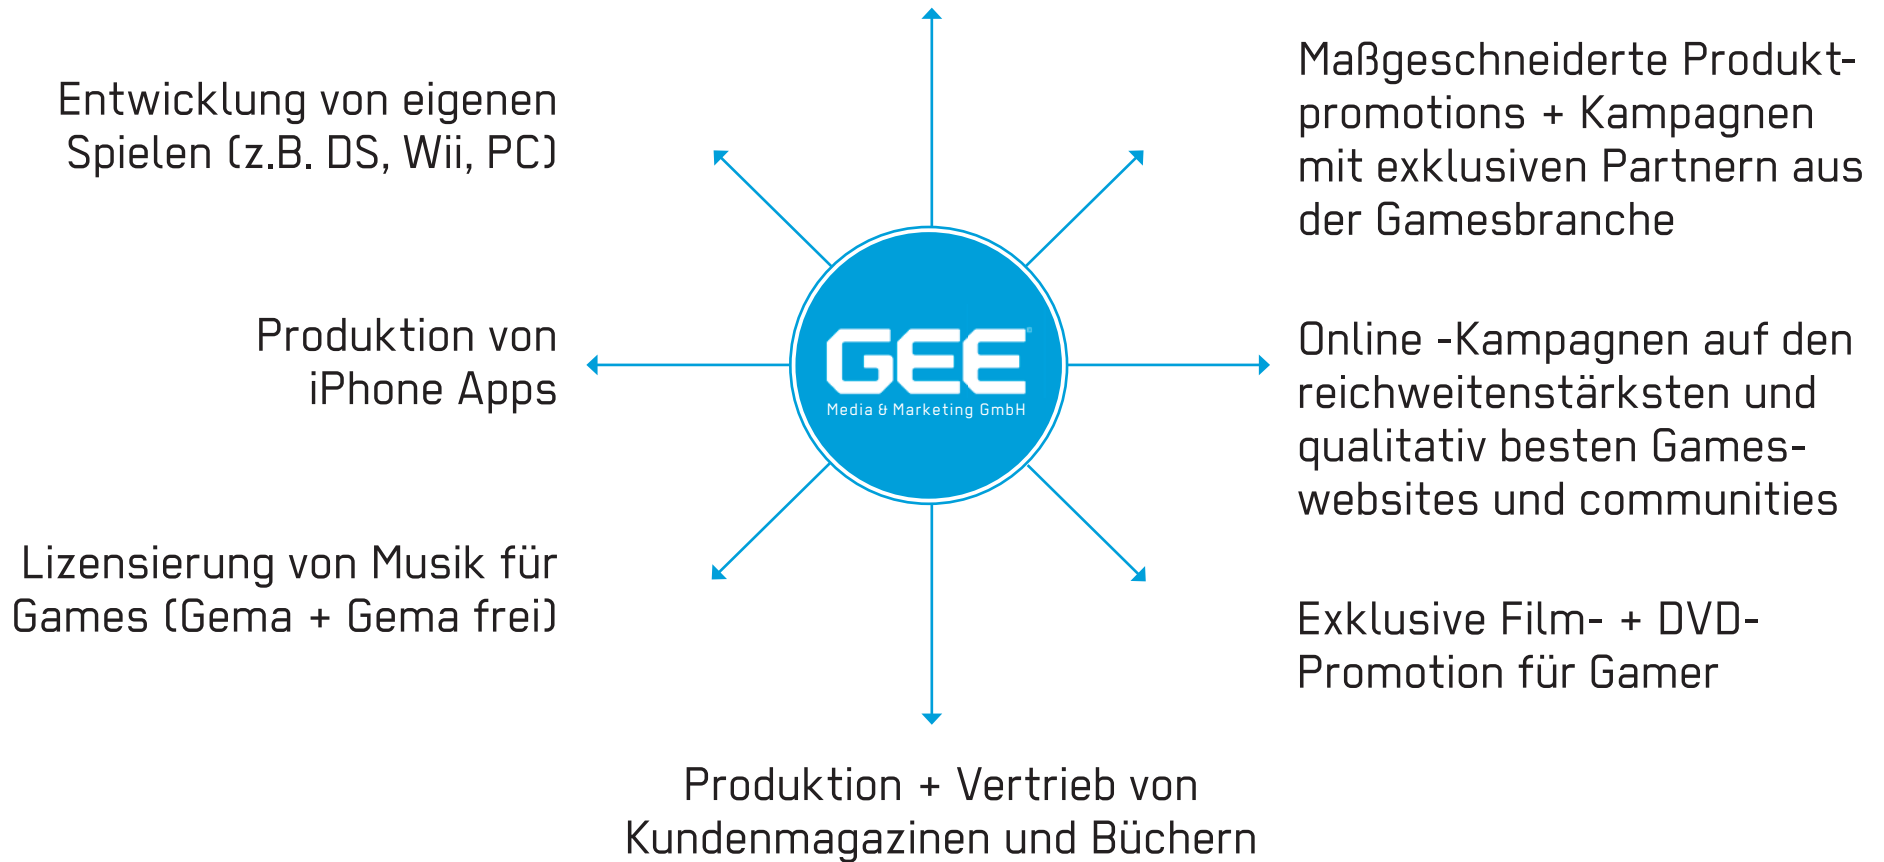 Entwicklung von eigenen
Spielen (z.B. DS, Wii, PC)
Produktion von
iPhone Apps
Lizensierung von Musik für
Games (Gema + Gema frei)
GEE®
Media & Marketing GmbH
Maßgeschneiderte Produkt-
promotions + Kampagnen
mit exklusiven Partnern aus
der Gamesbranche
Online -Kampagnen auf den
reichweitenstärksten und
qualitativ besten Games-
websites und communities
Exklusive Film- + DVD-
Promotion für Gamer
Produktion + Vertrieb von
Kundenmagazinen und Büchern